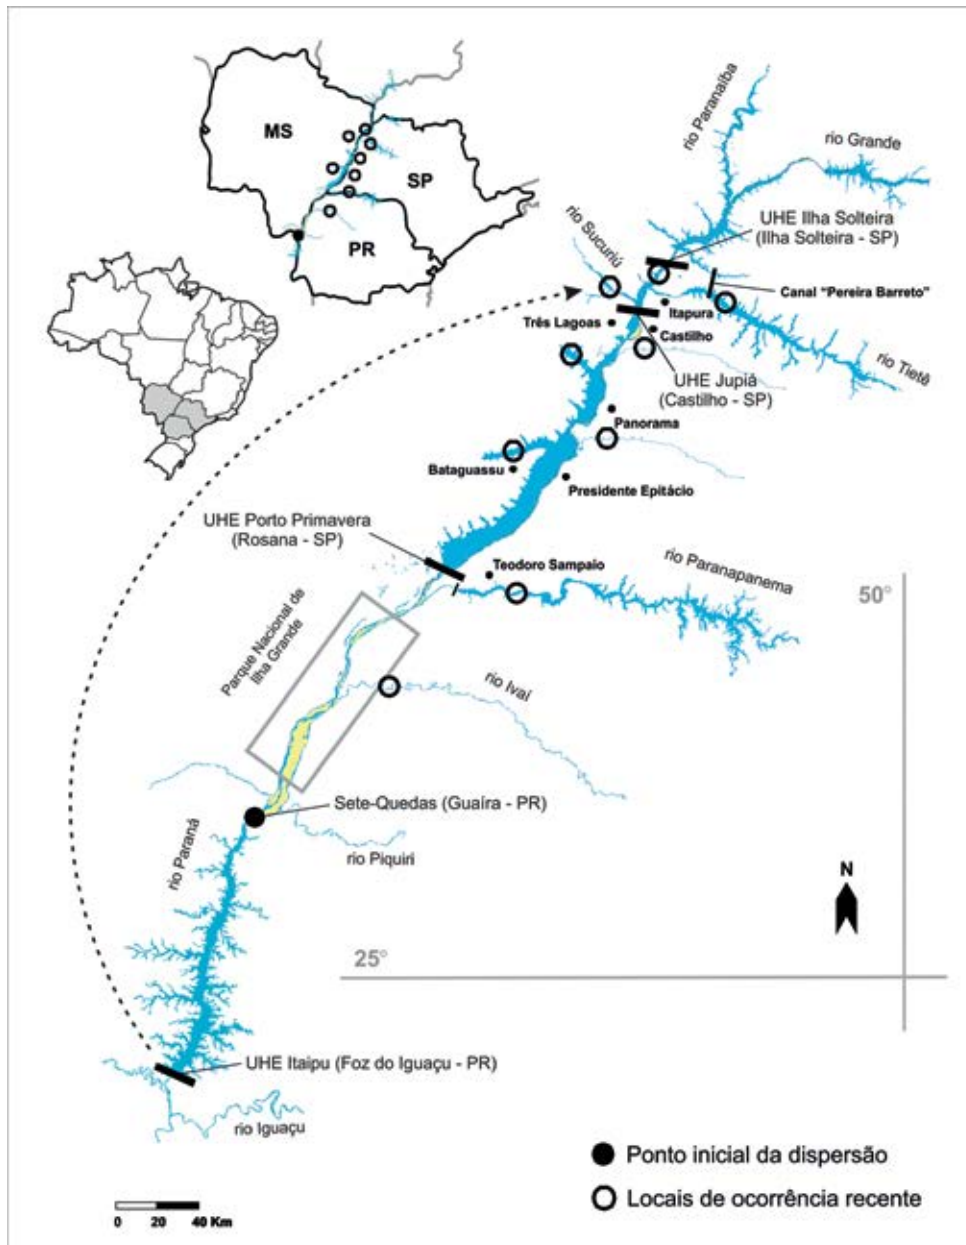 MS
SP
PR
rio Paranaíba
rio Grande
UHE Ilha Solteira
(Ilha Solteira - SP)
rio Sucuriú
Canal "Pereira Barreto"
Itapura
Três Lagoas
Castilho
rio Tietê
UHE Jupiá
(Castilho - SP)
Panorama
Bataguassu
Presidente Epitácio
UHE Porto Primavera
(Rosana - SP)
Teodoro Sampaio
rio Paranapanema
50°
Parque Nacional de
Ilha Grande
rio Ivaí
Sete-Quedas (Guaíra - PR)
rio Paraná
rio Piquiri
N
25°
UHE Itaipu (Foz do Iguaçu - PR)
rio Iguaçu
Ponto inicial da dispersão
Locais de ocorrência recente
0 20 40 Km